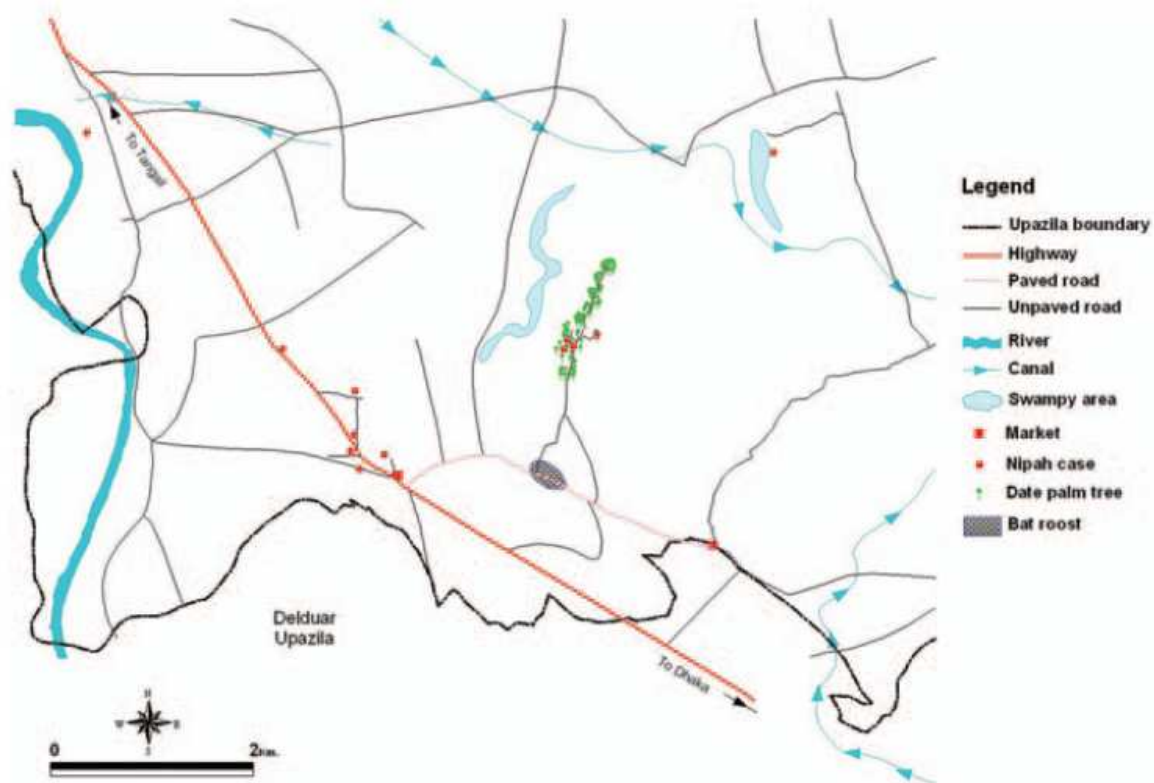 To Tangail
Legend
Upazila boundary
Highway
Paved road
Unpaved road
River
Canal
Swampy area
Market
Nipah case
Date palm tree
Bat roost
Delduar
Upazila
To Dhaka
N
W E
S
0 2Km.